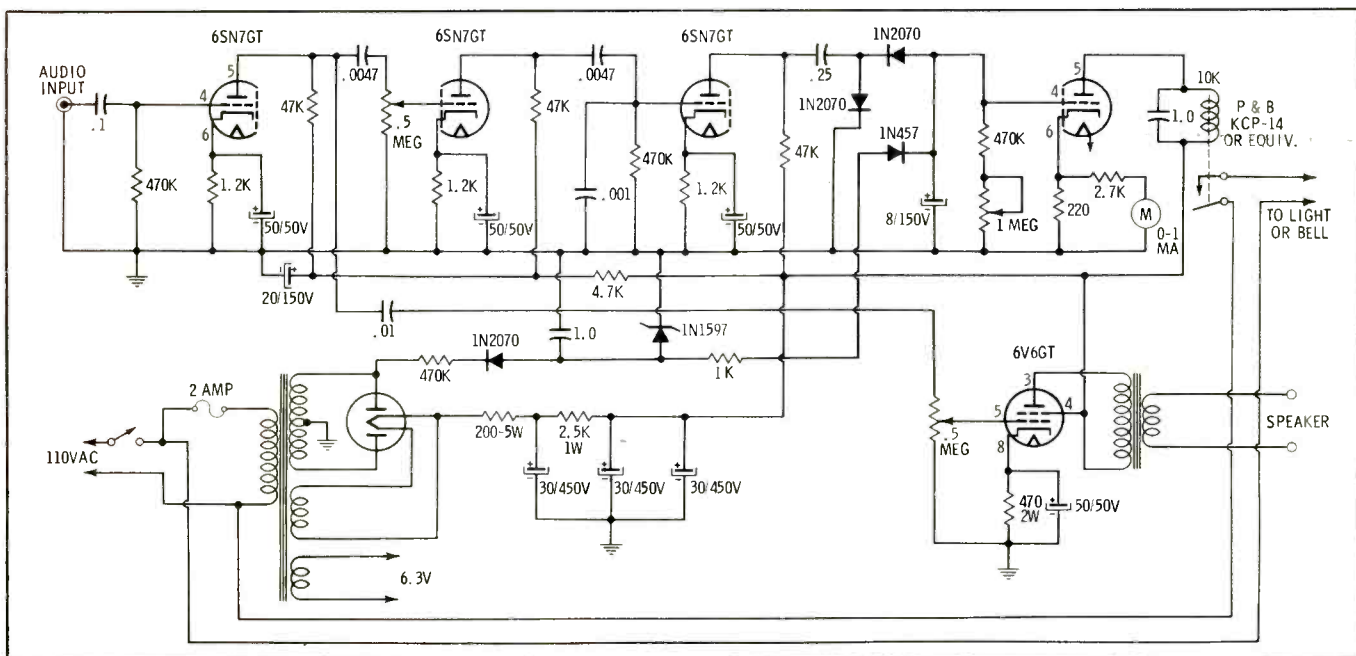 6SN7GT
6SN7GT
6SN7GT
1N2070
AUDIO
INPUT
5
4
6
.1
470K
1.2K
50/50V
47K
.0047
.5
MEG
1.2K
50/50V
47K
.0047
.001
470K
1.2K
50/50V
47K
.25
1N2070
1N457
8/150V
470K
1 MEG
5
4
6
220
2.7K
M
0-1
MA
1.0
10K
P & B
KCP-14
OR EQUIV.
TO LIGHT
OR BELL
20/150V
4.7K
.01
1N2070
470K
1.0
1N1597
1K
6V6GT
3
5
4
8
.5
MEG
470
2W
50/50V
SPEAKER
2 AMP
110VAC
200-5W
2.5K
1W
30/450V
30/450V
30/450V
6.3V